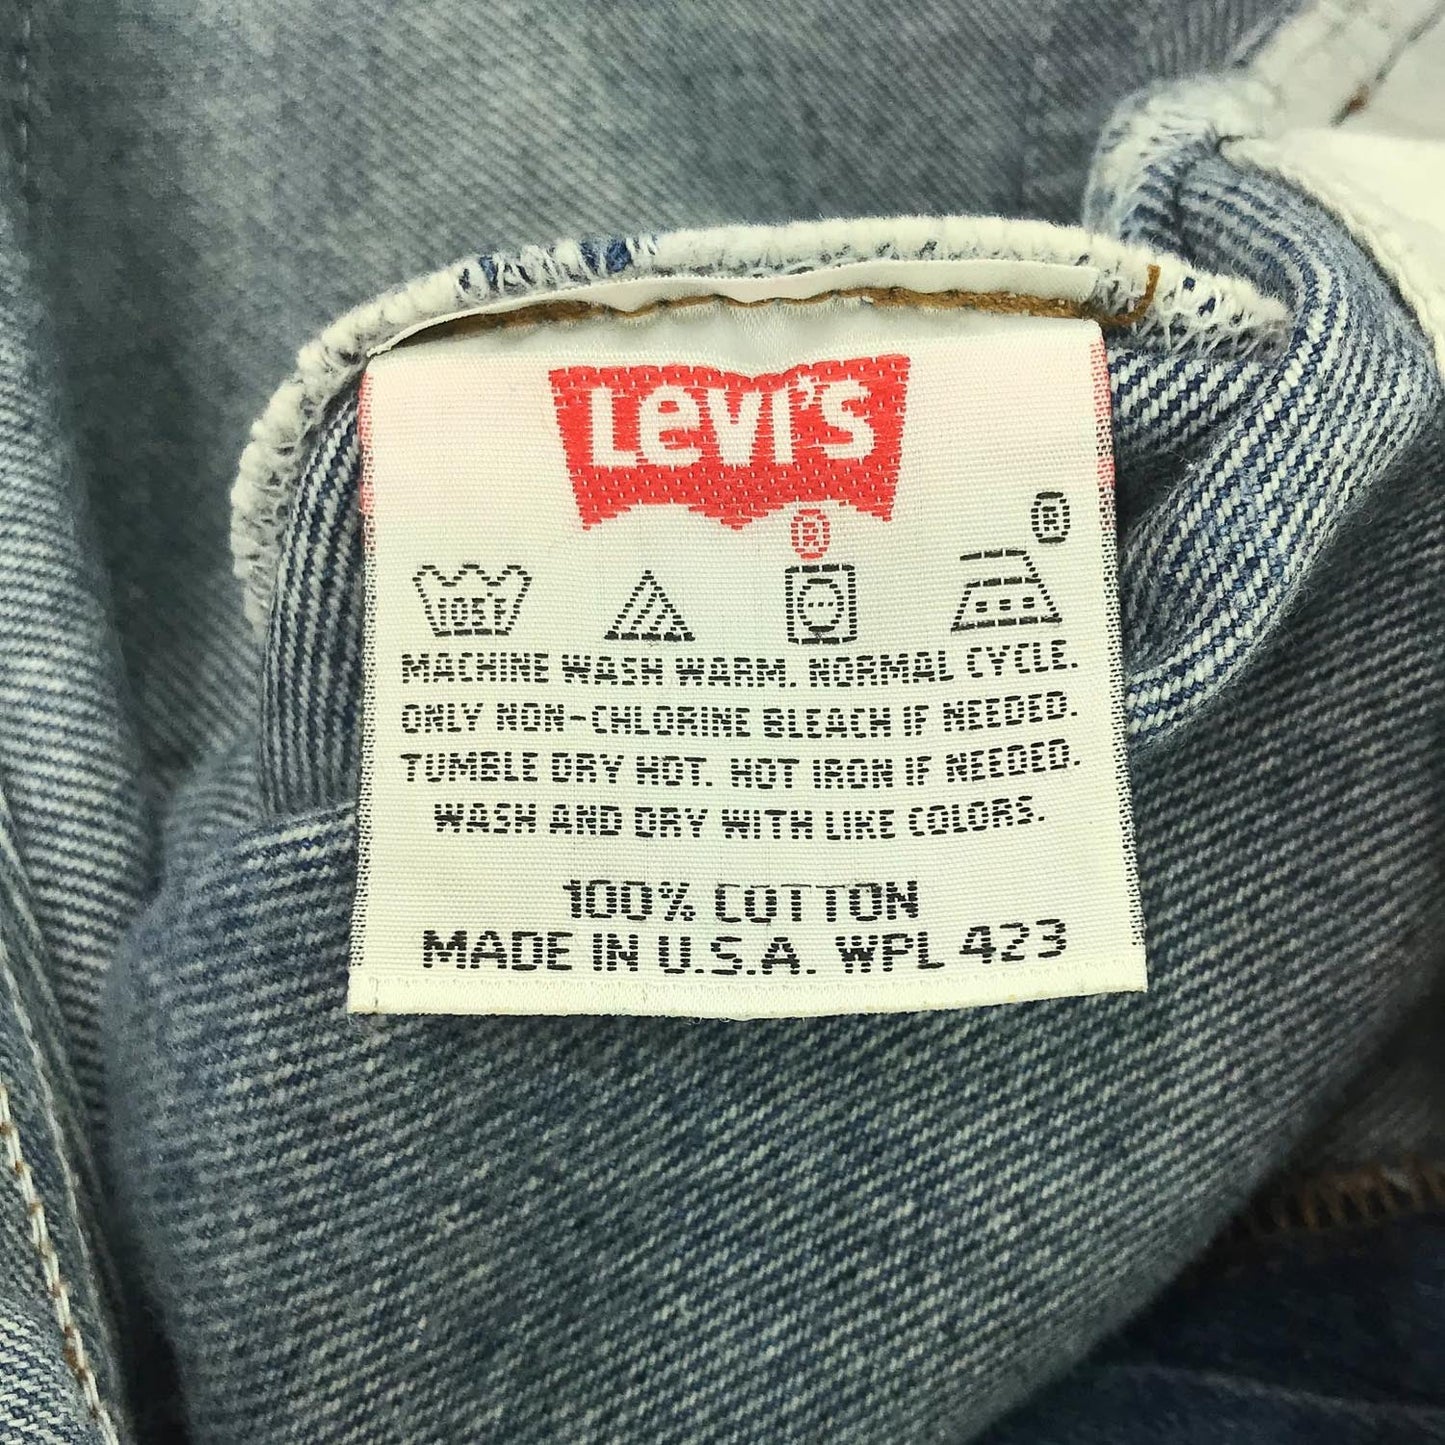 Levi's
®
®
105°F
MACHINE WASH WARM. NORMAL CYCLE.
ONLY NON-CHLORINE BLEACH IF NEEDED.
TUMBLE DRY HOT. HOT IRON IF NEEDED.
WASH AND DRY WITH LIKE COLORS.
100% COTTON
MADE IN U.S.A. WPL 423